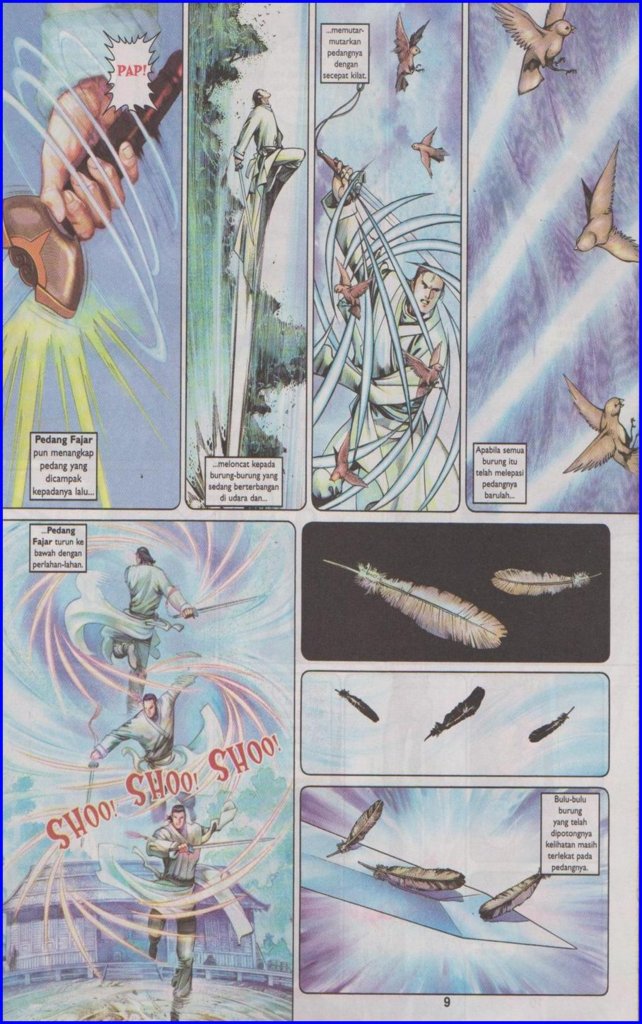 PAP!
Pedang Fajar
pun menangkap
pedang yang
dicampak
kepadanya lalu...
...meloncat kepada
burung-burung yang
sedang berterbangan
di udara dan...
...memutar-
mutarkan
pedangnya
dengan
secepat kilat.
Apabila semua
burung itu
telah melepasi
pedangnya
barulah...
...Pedang
Fajar turun ke
bawah dengan
perlahan-lahan.
SHOO! SHOO! SHOO!
Bulu-bulu
burung
yang telah
dipotongnya
kelihatan masih
terlekat pada
pedangnya.
9